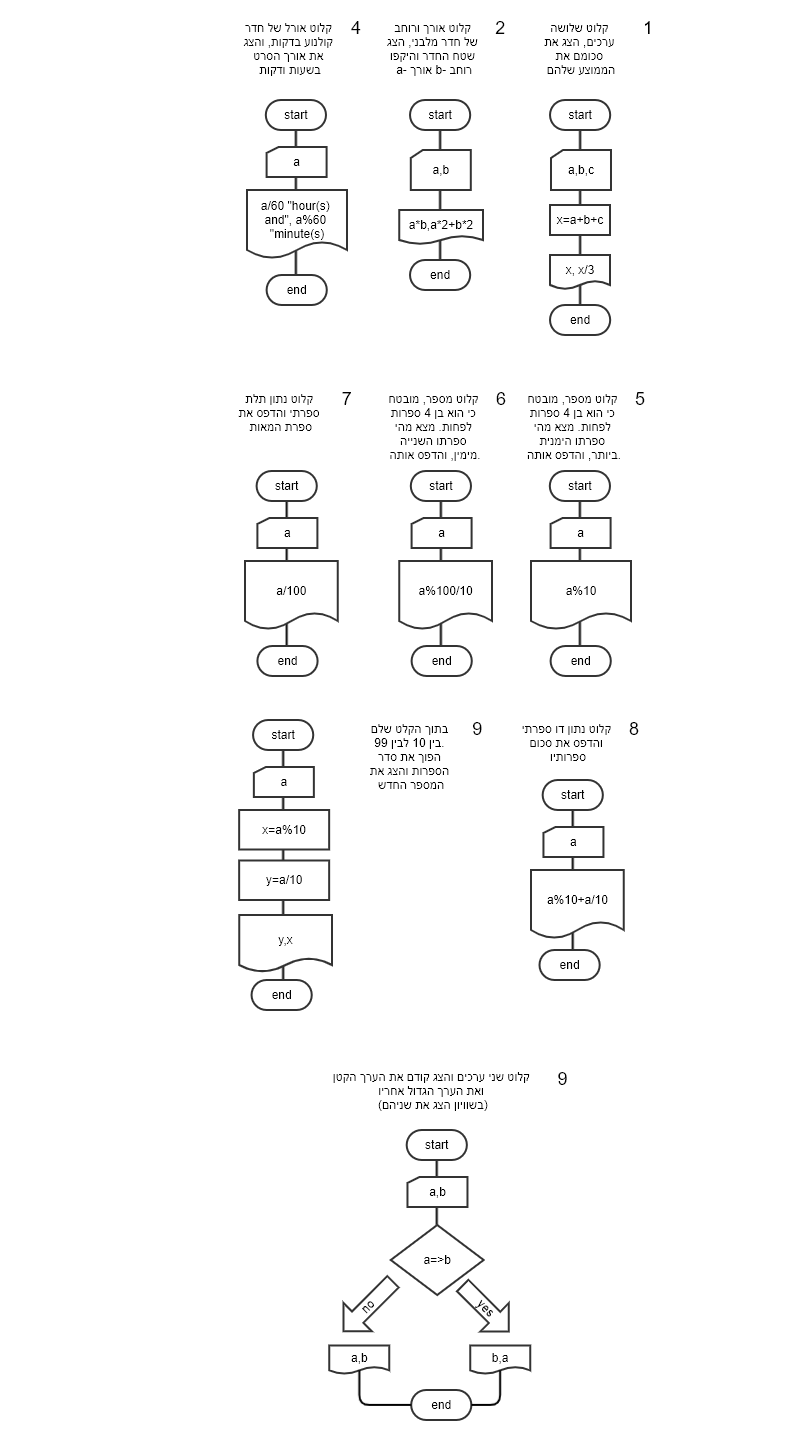 1
קלוט שלושה
ערכים, הצג את
סכומם את
הממוצע שלהם
start
a,b,c
x=a+b+c
x, x/3
end
2
קלוט אורך ורוחב
של חדר מלבני, הצג
שטח החדר והיקפו
a- אורך b- רוחב
start
a,b
a*b,a*2+b*2
end
4
קלוט אורל של חדר
קולנוע בדקות, והצג
את אורך הסרט
בשעות ודקות
start
a
a/60 "hour(s)
and", a%60
"minute(s)
end
5
קלוט מספר, מובטח
כי הוא בן 4 ספרות
לפחות. מצא מהי
ספרתו הימנית
ביותר, והדפס אותה.
start
a
a%10
end
6
קלוט מספר, מובטח
כי הוא בן 4 ספרות
לפחות. מצא מהי
ספרתו השנייה
מימין, והדפס אותה.
start
a
a%100/10
end
7
קלוט נתון תלת
ספרתי והדפס את
ספרת המאות
start
a
a/100
end
8
קלוט נתון דו ספרתי
והדפס את סכום
ספרותיו
start
a
a%10+a/10
end
9
בתוך הקלט שלם
בין 10 לבין 99.
הפוך את סדר
הספרות והצג את
המספר החדש
start
a
x=a%10
y=a/10
y,x
end
9
קלוט שני ערכים והצג קודם את הערך הקטן
ואת הערך הגדול אחריו
(בשוויון הצג את שניהם)
start
a,b
a=>b
no
yes
a,b
b,a
end